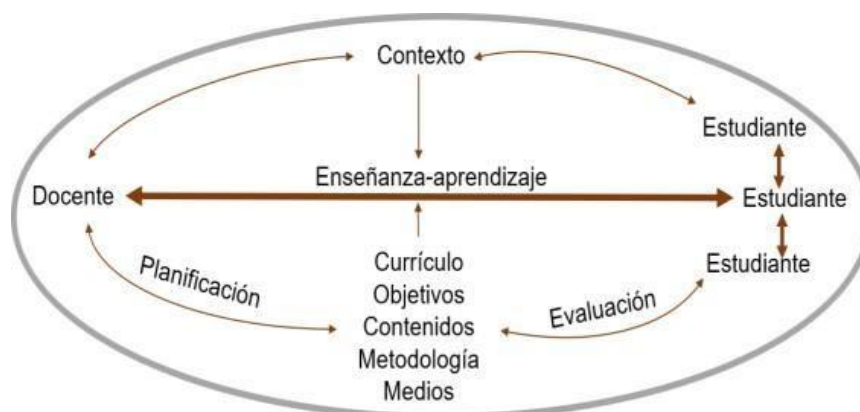 Contexto
Estudiante
Enseñanza-aprendizaje
Docente
Estudiante
Estudiante
Planificación
Currículo
Objetivos
Contenidos
Metodología
Medios
Evaluación